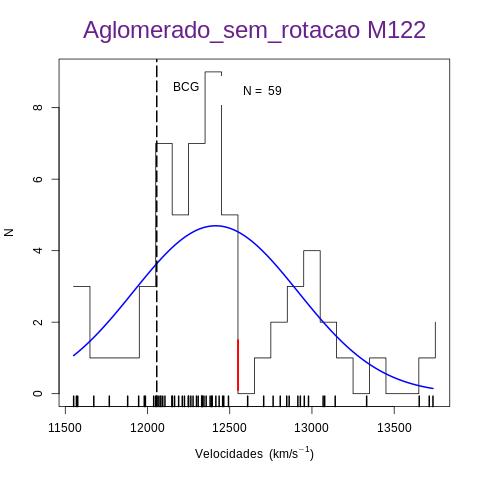 Aglomerado_sem_rotacao M122
BCG
N = 59
N
8
6
4
2
0
11500 12000 12500 13000 13500
Velocidades (km/s⁻¹)